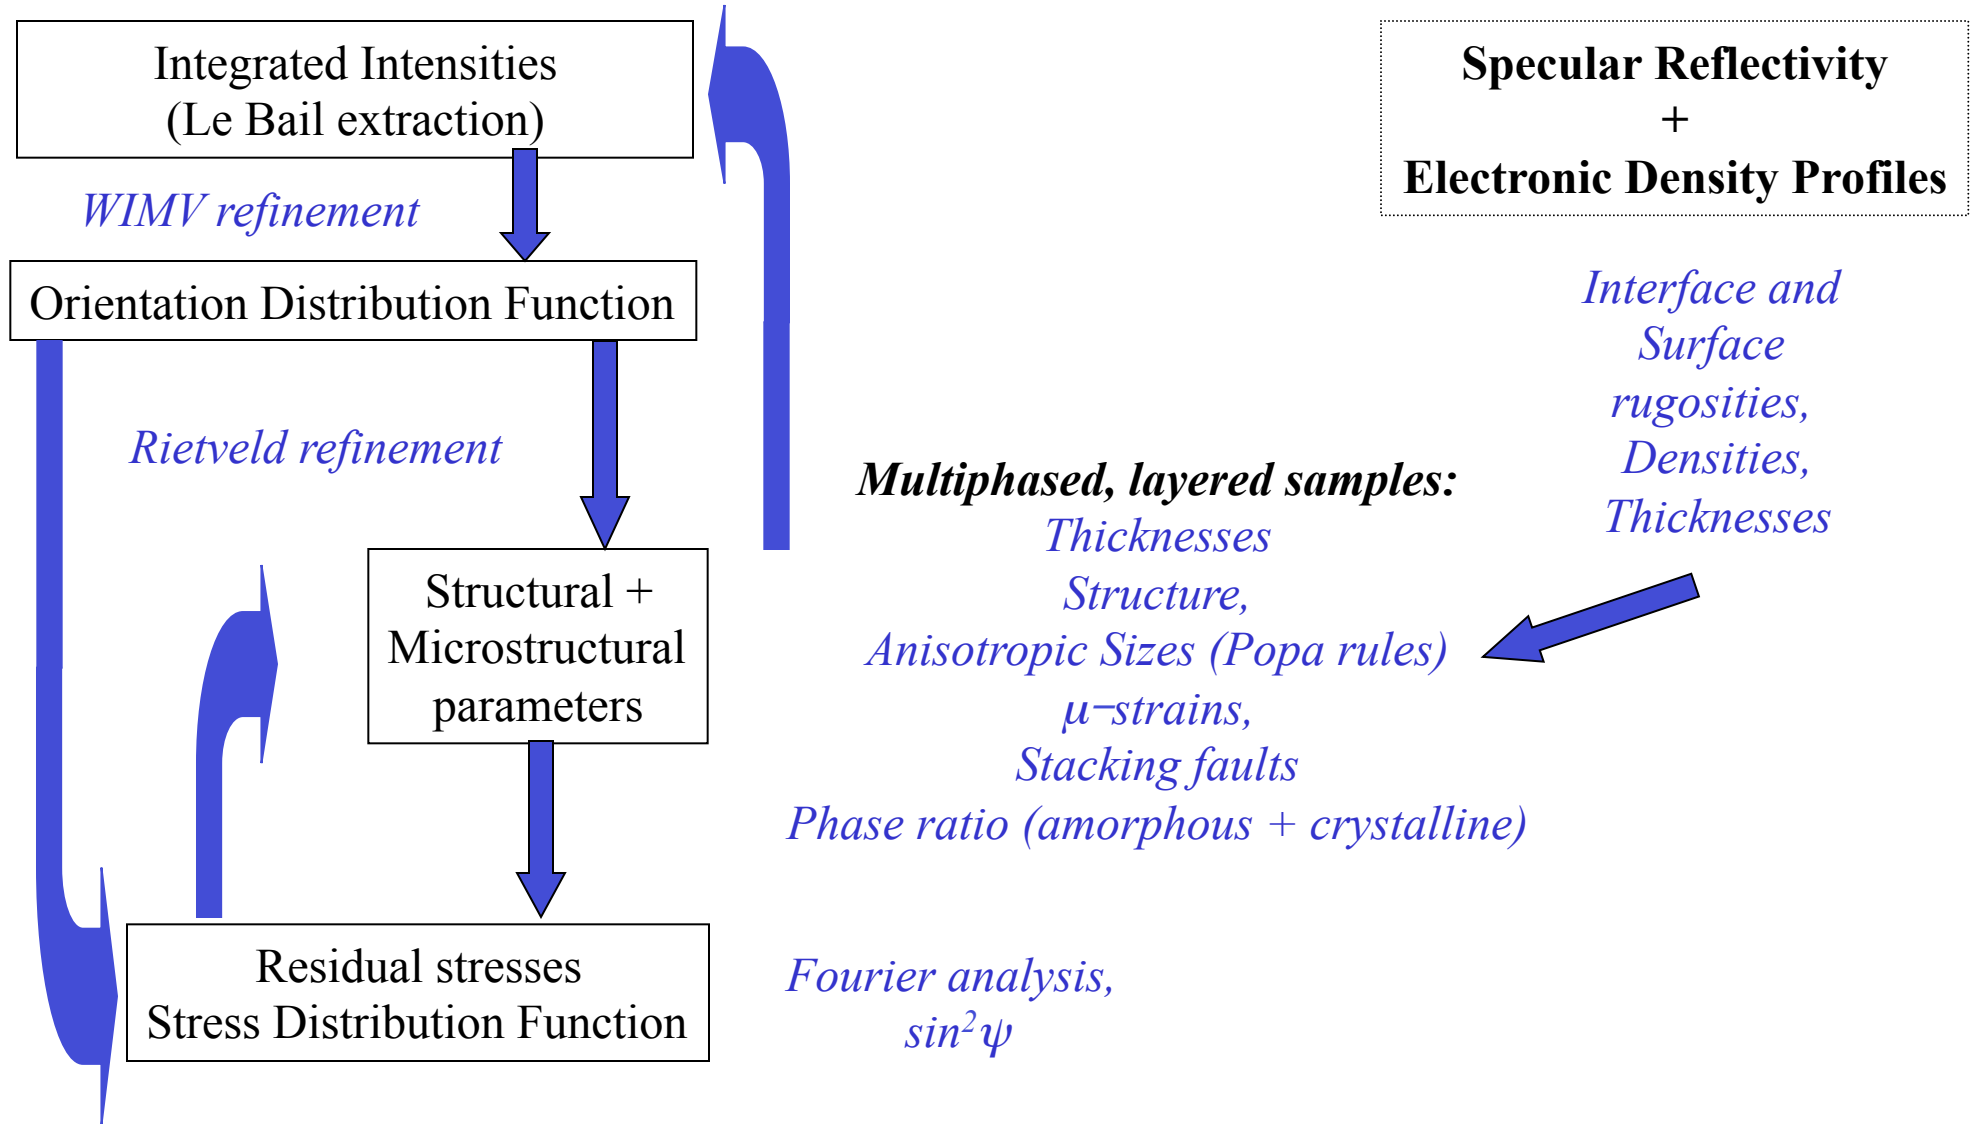 Integrated Intensities
(Le Bail extraction)
WIMV refinement
Orientation Distribution Function
Rietveld refinement
Structural +
Microstructural
parameters
Residual stresses
Stress Distribution Function
Multiphased, layered samples:
Thicknesses
Structure,
Anisotropic Sizes (Popa rules)
μ−strains,
Stacking faults
Phase ratio (amorphous + crystalline)
Fourier analysis,
sin²ψ
Specular Reflectivity
+
Electronic Density Profiles
Interface and
Surface
rugosities,
Densities,
Thicknesses